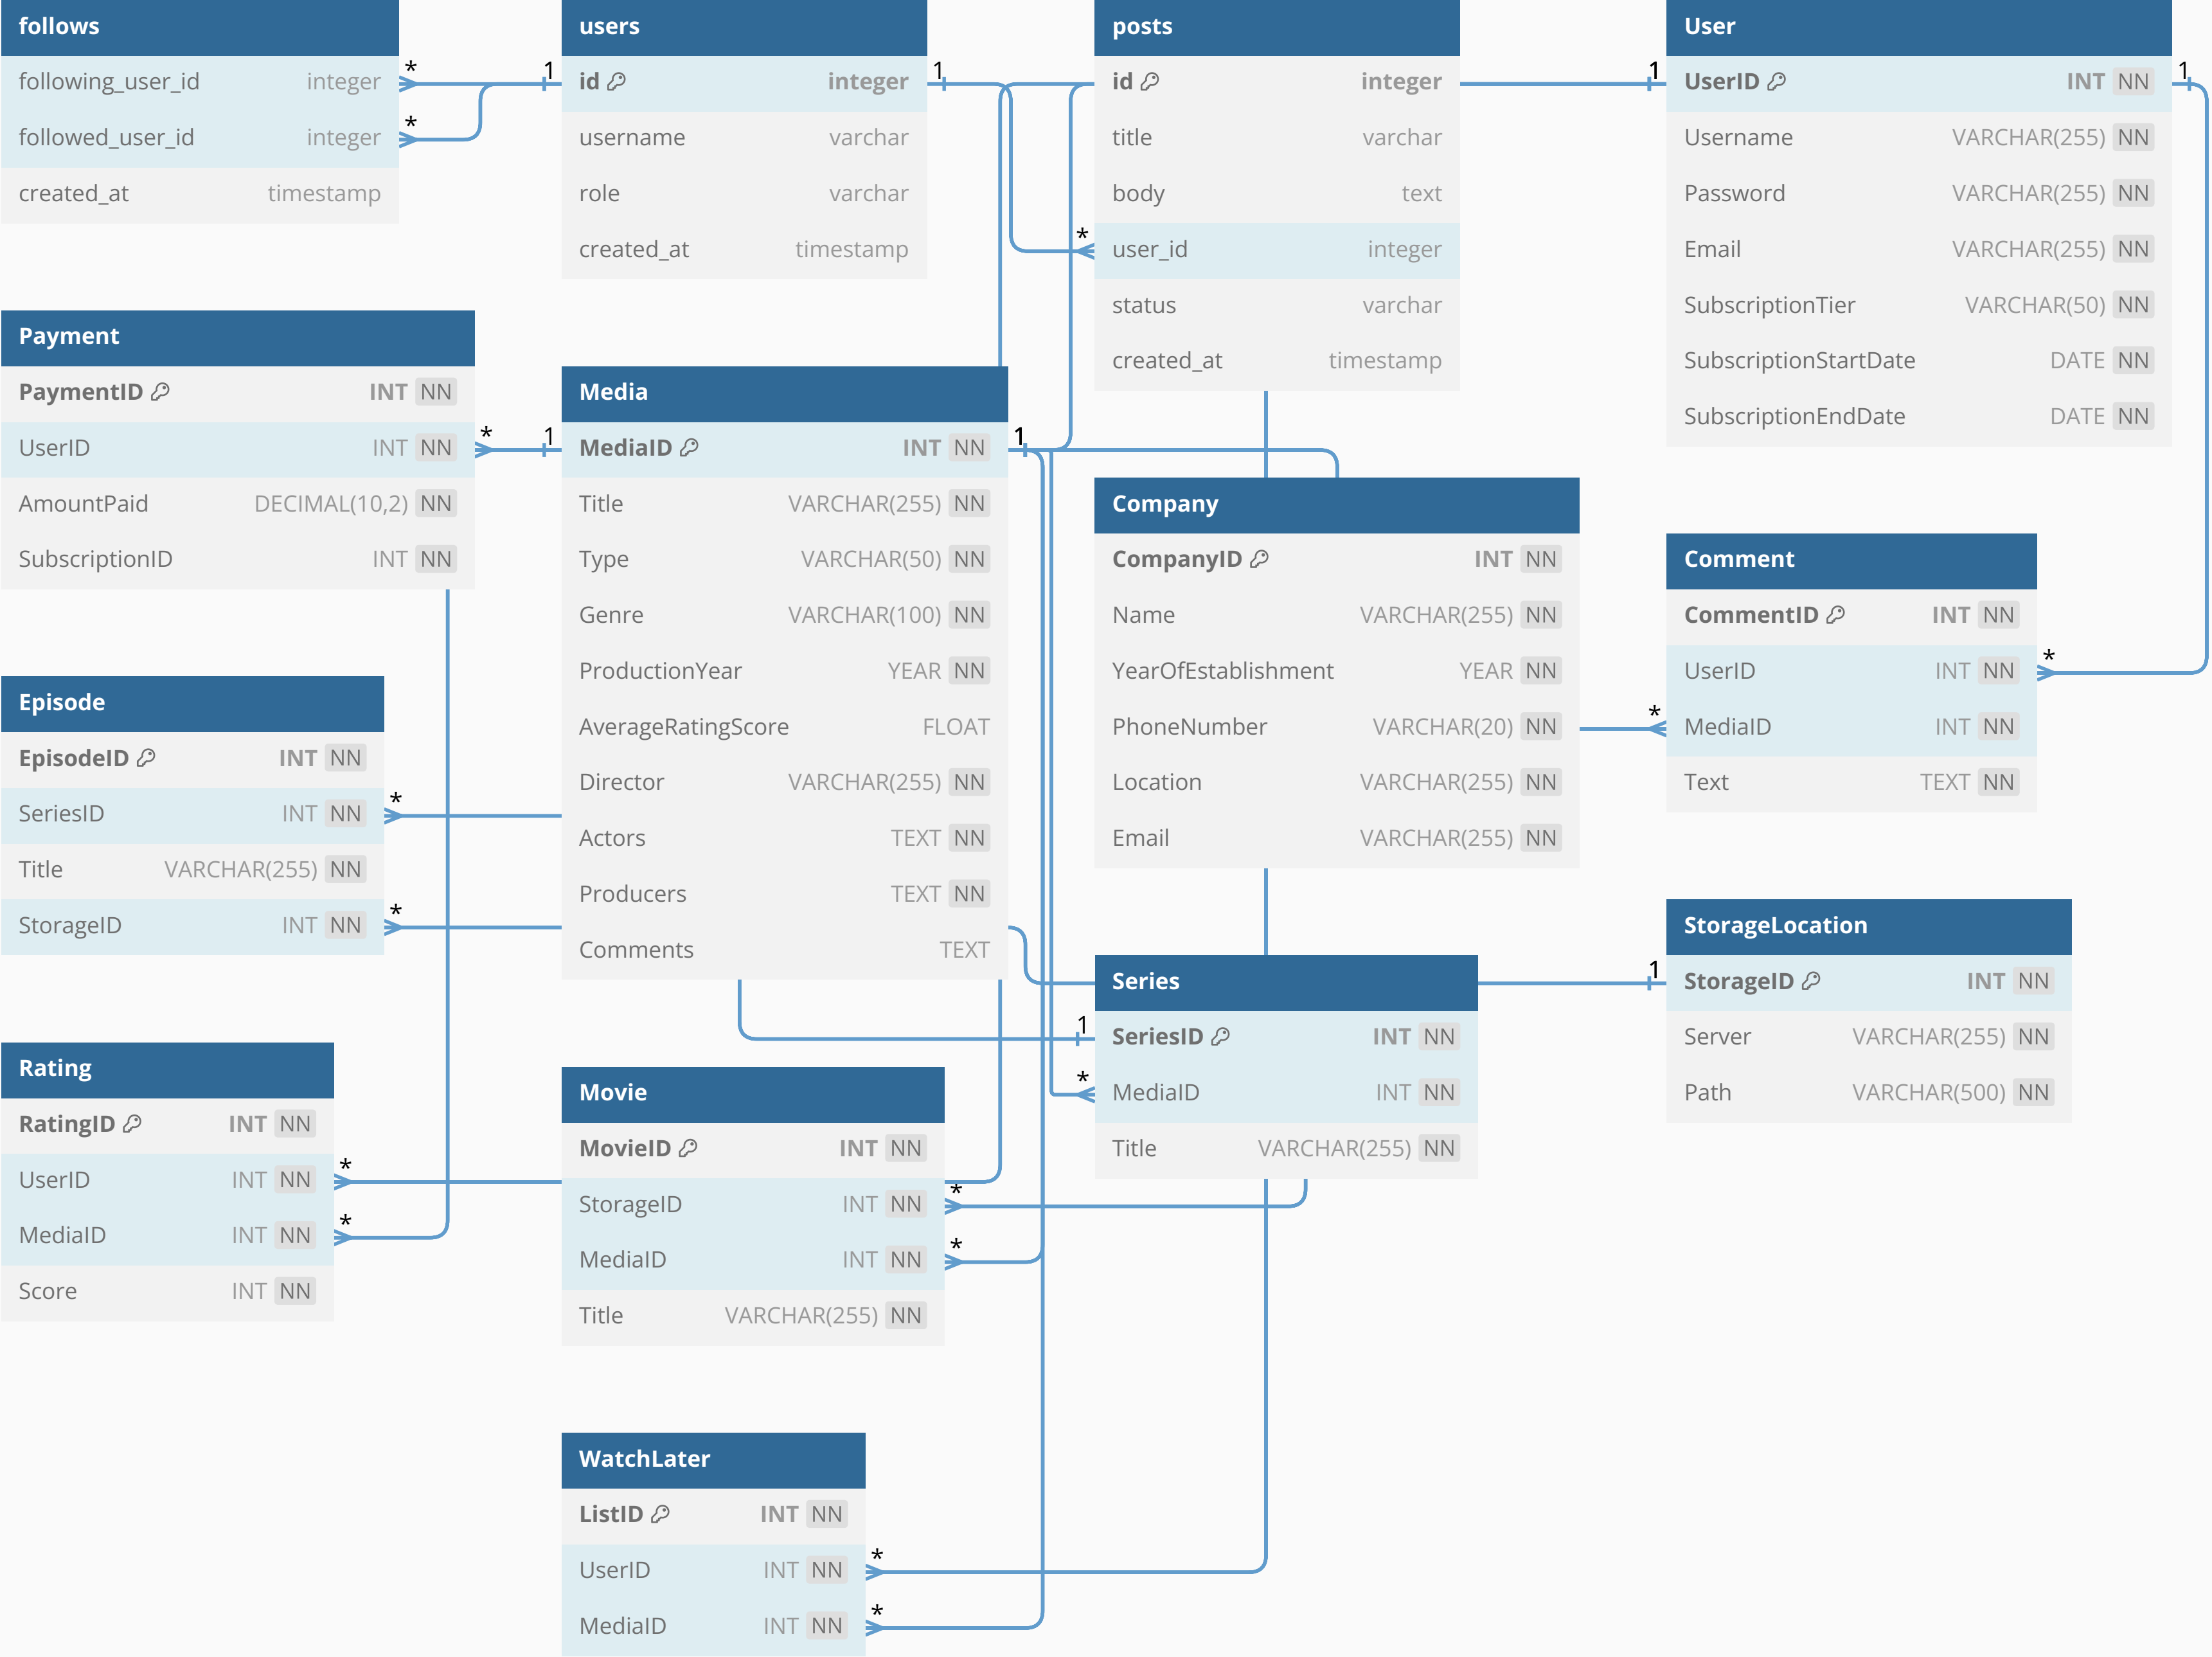 follows
following_user_id integer
followed_user_id integer
created_at timestamp
* 1
*
users
id integer
username varchar
role varchar
created_at timestamp
1
*
posts
id integer
title varchar
body text
user_id integer
status varchar
created_at timestamp
1
User
UserID INT NN
Username VARCHAR(255) NN
Password VARCHAR(255) NN
Email VARCHAR(255) NN
SubscriptionTier VARCHAR(50) NN
SubscriptionStartDate DATE NN
SubscriptionEndDate DATE NN
1
Payment
PaymentID INT NN
UserID INT NN
AmountPaid DECIMAL(10,2) NN
SubscriptionID INT NN
* 1
Media
MediaID INT NN
Title VARCHAR(255) NN
Type VARCHAR(50) NN
Genre VARCHAR(100) NN
ProductionYear YEAR NN
AverageRatingScore FLOAT
Director VARCHAR(255) NN
Actors TEXT NN
Producers TEXT NN
Comments TEXT
1
Company
CompanyID INT NN
Name VARCHAR(255) NN
YearOfEstablishment YEAR NN
PhoneNumber VARCHAR(20) NN
Location VARCHAR(255) NN
Email VARCHAR(255) NN
*
Comment
CommentID INT NN
UserID INT NN
MediaID INT NN
Text TEXT NN
*
Episode
EpisodeID INT NN
SeriesID INT NN
Title VARCHAR(255) NN
StorageID INT NN
*
*
1
*
Series
SeriesID INT NN
MediaID INT NN
Title VARCHAR(255) NN
1
StorageLocation
StorageID INT NN
Server VARCHAR(255) NN
Path VARCHAR(500) NN
Rating
RatingID INT NN
UserID INT NN
MediaID INT NN
Score INT NN
*
*
Movie
MovieID INT NN
StorageID INT NN
MediaID INT NN
Title VARCHAR(255) NN
*
*
WatchLater
ListID INT NN
UserID INT NN
MediaID INT NN
*
*